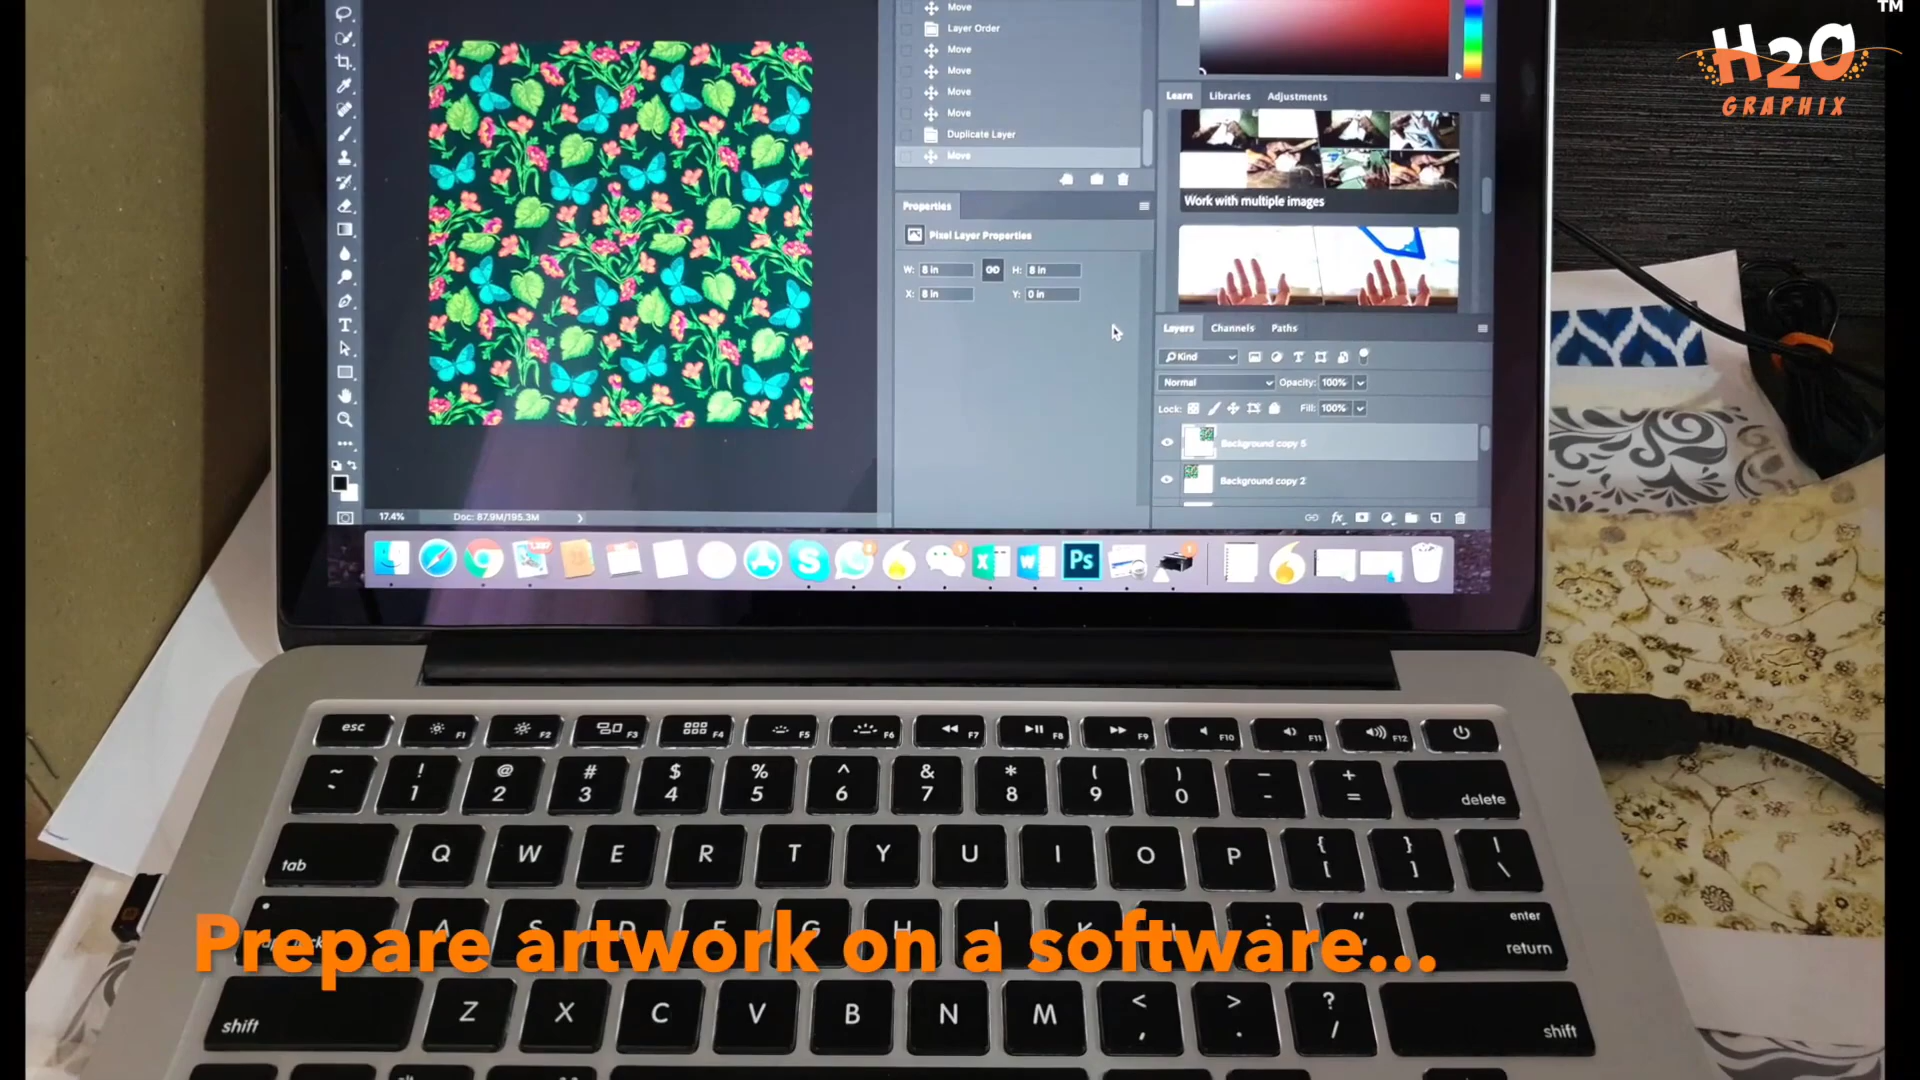 TM
H2O
GRAPHIX
Move
Layer Order
Move
Move
Move
Move
Duplicate Layer
Move
Learn Libraries Adjustments
Work with multiple images
Properties
Pixel Layer Properties
W: 8 in H: 8 in
X: 8 in Y: 0 in
Layers Channels Paths
Kind
Normal Opacity: 100%
Lock: Fill: 100%
Background copy 5
Background copy 2
17.4% Doc: 87.9M/195.3M
fx
S X W Ps
esc F1 F2 F3 F4 F5 F6 F7 F8 F9 F10 F11 F12
~ ! @ # $ % ^ & * ( ) – +
` 1 2 3 4 5 6 7 8 9 0 - = delete
tab Q W E R T Y U I O P { [ } ] | \
A S D F G H J K L : " enter
return
Prepare artwork on a software...
shift Z X C V B N M < , > . ? / shift